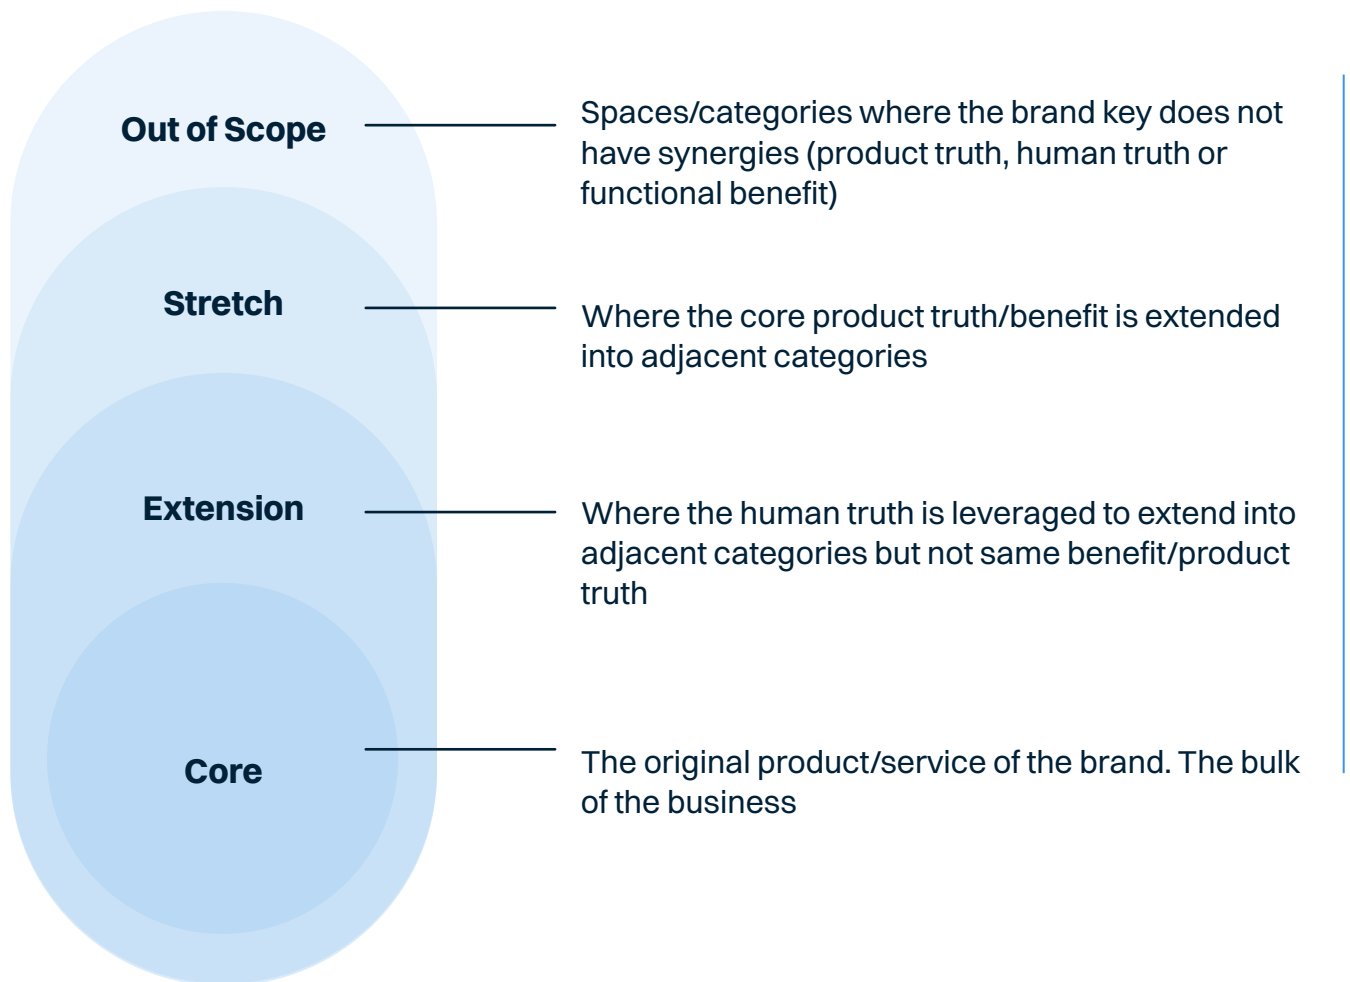 Out of Scope
Spaces/categories where the brand key does not
have synergies (product truth, human truth or
functional benefit)
Stretch
Where the core product truth/benefit is extended
into adjacent categories
Extension
Where the human truth is leveraged to extend into
adjacent categories but not same benefit/product
truth
Core
The original product/service of the brand. The bulk
of the business